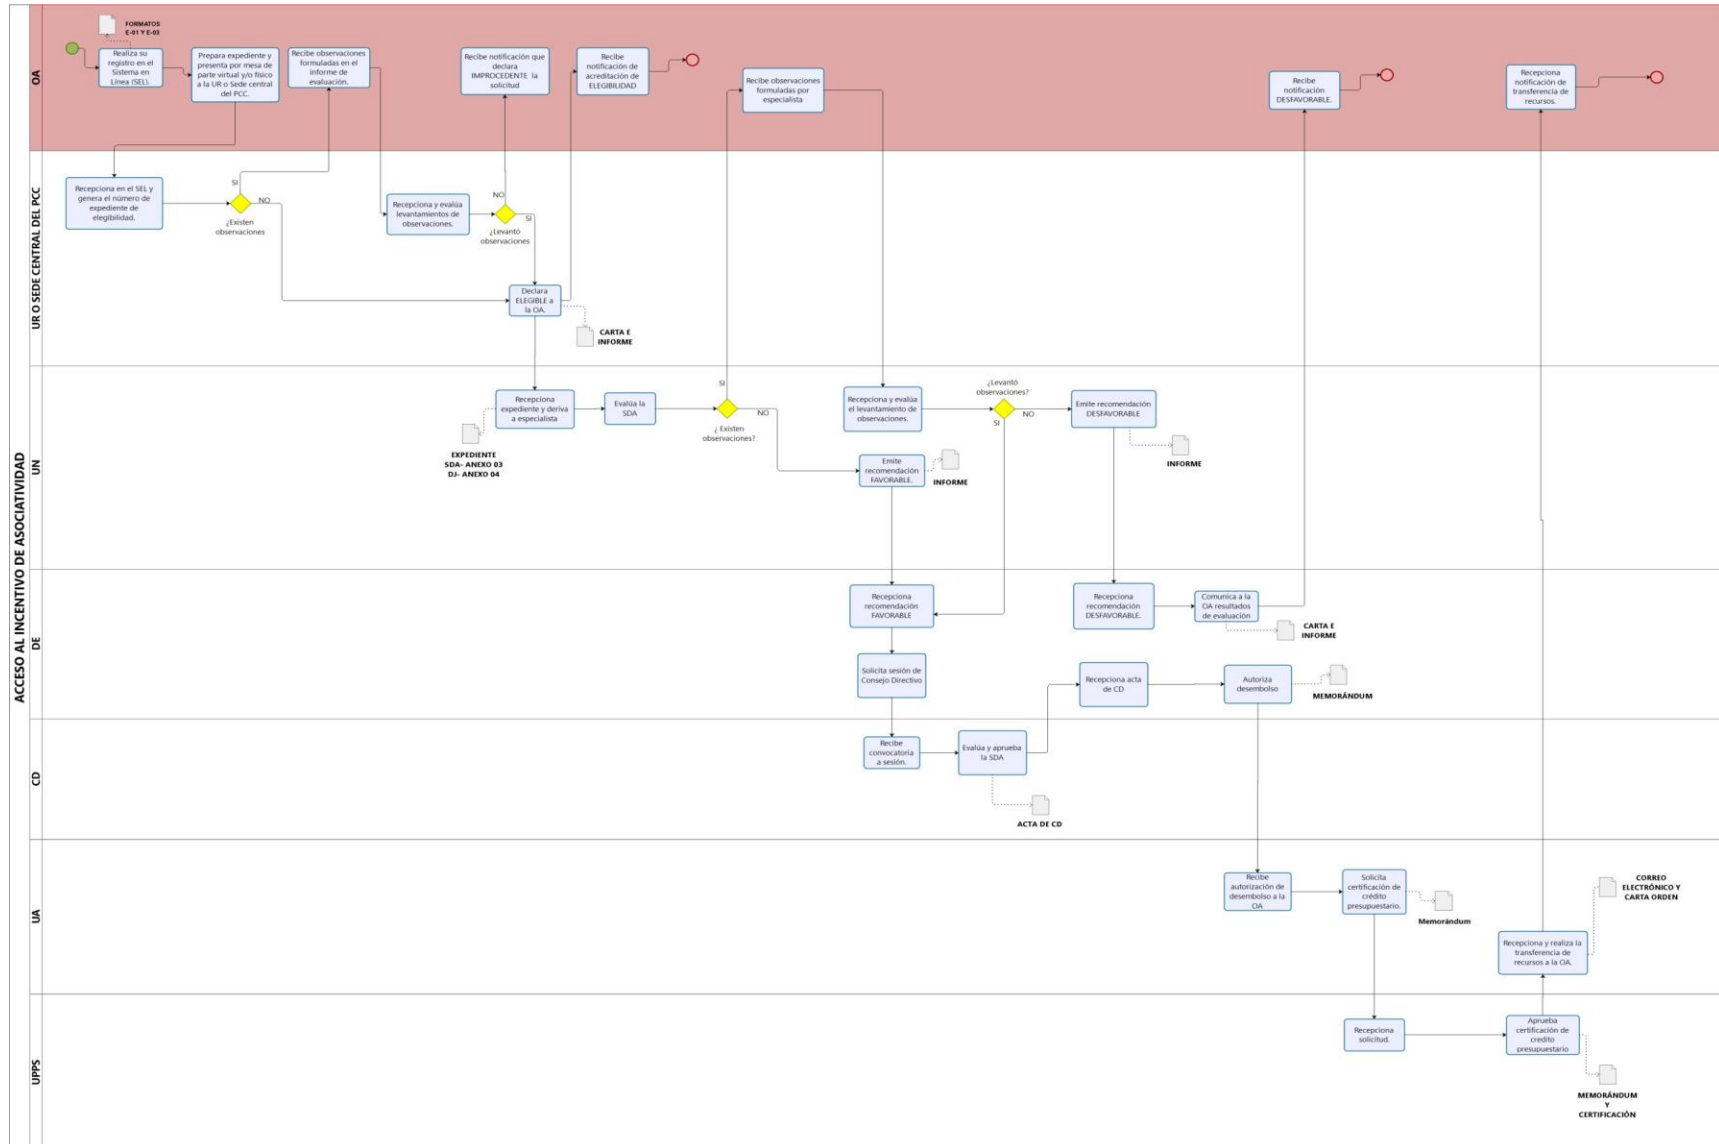 ACCESO AL INCENTIVO DE ASOCIATIVIDAD
OA
FORMATOS
E-01 Y E-03
Realiza su
registro en el
Sistema en
Línea (SEL).
Prepara expediente y
presenta por mesa de
parte virtual y/o físico
a la UR o Sede central
del PCC.
Recibe observaciones
formuladas en el
informe de
evaluación.
Recibe notificación que
declara
IMPROCEDENTE la
solicitud
Recibe
notificación de
acreditación de
ELEGIBILIDAD
Recibe observaciones
formuladas por
especialista
Recibe
notificación
DESFAVORABLE.
Recepciona
notificación de
transferencia de
recursos.
UR O SEDE CENTRAL DEL PCC
Recepciona en el SEL y
genera el número de
expediente de
elegibilidad.
SI
NO
¿Existen
observaciones
Recepciona y evalúa
levantamientos de
observaciones.
NO
SI
¿Levantó
observaciones
Declara
ELEGIBLE a
la OA.
CARTA E
INFORME
UN
Recepciona
expediente y deriva
a especialista
EXPEDIENTE
SDA- ANEXO 03
DJ- ANEXO 04
Evalúa la
SDA
SI
NO
¿ Existen
observaciones?
Recepciona y evalúa
el levantamiento de
observaciones.
¿Levantó
observaciones?
SI
NO
Emite recomendación
DESFAVORABLE
INFORME
Emite
recomendación
FAVORABLE.
INFORME
DE
Recepciona
recomendación
FAVORABLE
Recepciona
recomendación
DESFAVORABLE.
Comunica a la
OA resultados
de evaluación
CARTA E
INFORME
Solicita sesión de
Consejo Directivo
Recepciona acta
de CD
Autoriza
desembolso
MEMORÁNDUM
CD
Recibe
convocatoria
a sesión.
Evalúa y aprueba
la SDA
ACTA DE CD
UA
Recibe
autorización de
desembolso a la
OA
Solicita
certificación de
crédito
presupuestario.
Memorándum
CORREO
ELECTRÓNICO Y
CARTA ORDEN
Recepciona y realiza la
transferencia de
recursos a la OA.
UPPS
Recepciona
solicitud.
Aprueba
certificación de
credito
presupuestario
MEMORÁNDUM
Y
CERTIFICACIÓN